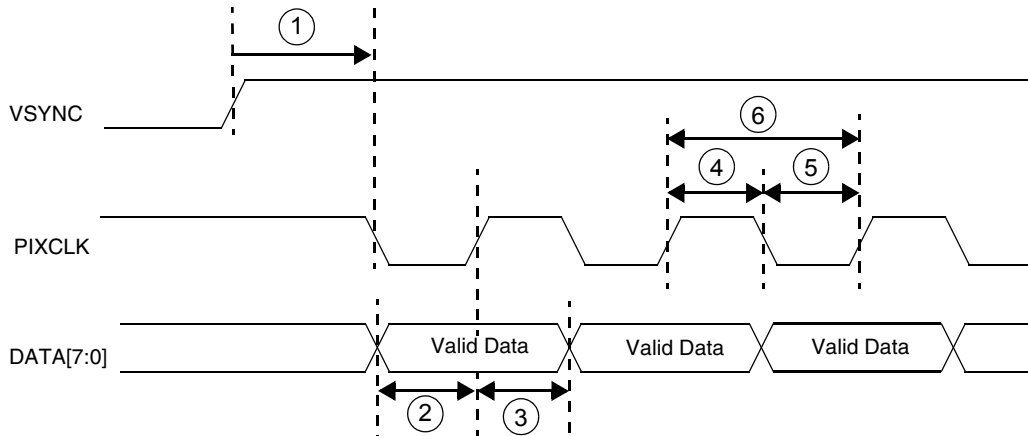 1
VSYNC
6
4
5
PIXCLK
DATA[7:0]
Valid Data
Valid Data
Valid Data
2
3